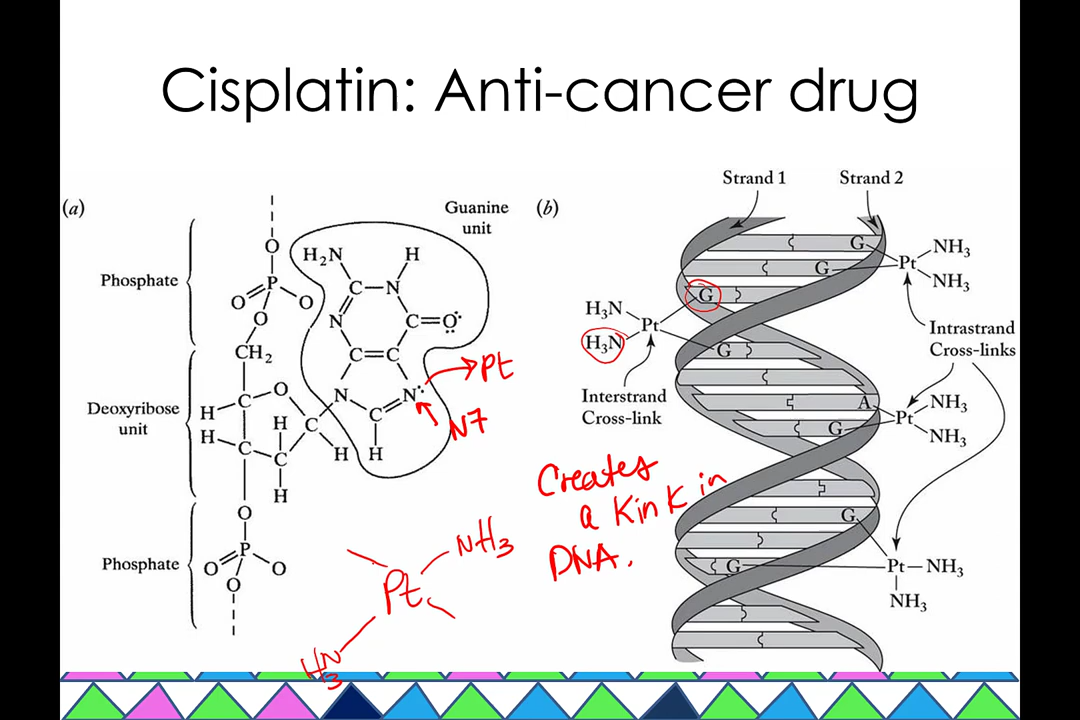 Cisplatin: Anti-cancer drug
(a)
Guanine
unit
Phosphate
Deoxyribose
unit
Phosphate
O
P
O
O
O
CH₂
O
H
C
H
C
H
C
H
C
H
O
P
O
O
O
H₂N
H
C
N
N
C=O
C=C
N
N
C
H
Pt
N7
NH₃
Pt
H₃N
(b)
Strand 1
Strand 2
G
G
Pt
NH₃
NH₃
G
H₃N
Pt
H₃N
G
Interstrand
Cross-link
Intrastrand
Cross-links
A
G
Pt
NH₃
NH₃
Creates
a Kink in
DNA.
G
G
Pt—NH₃
NH₃